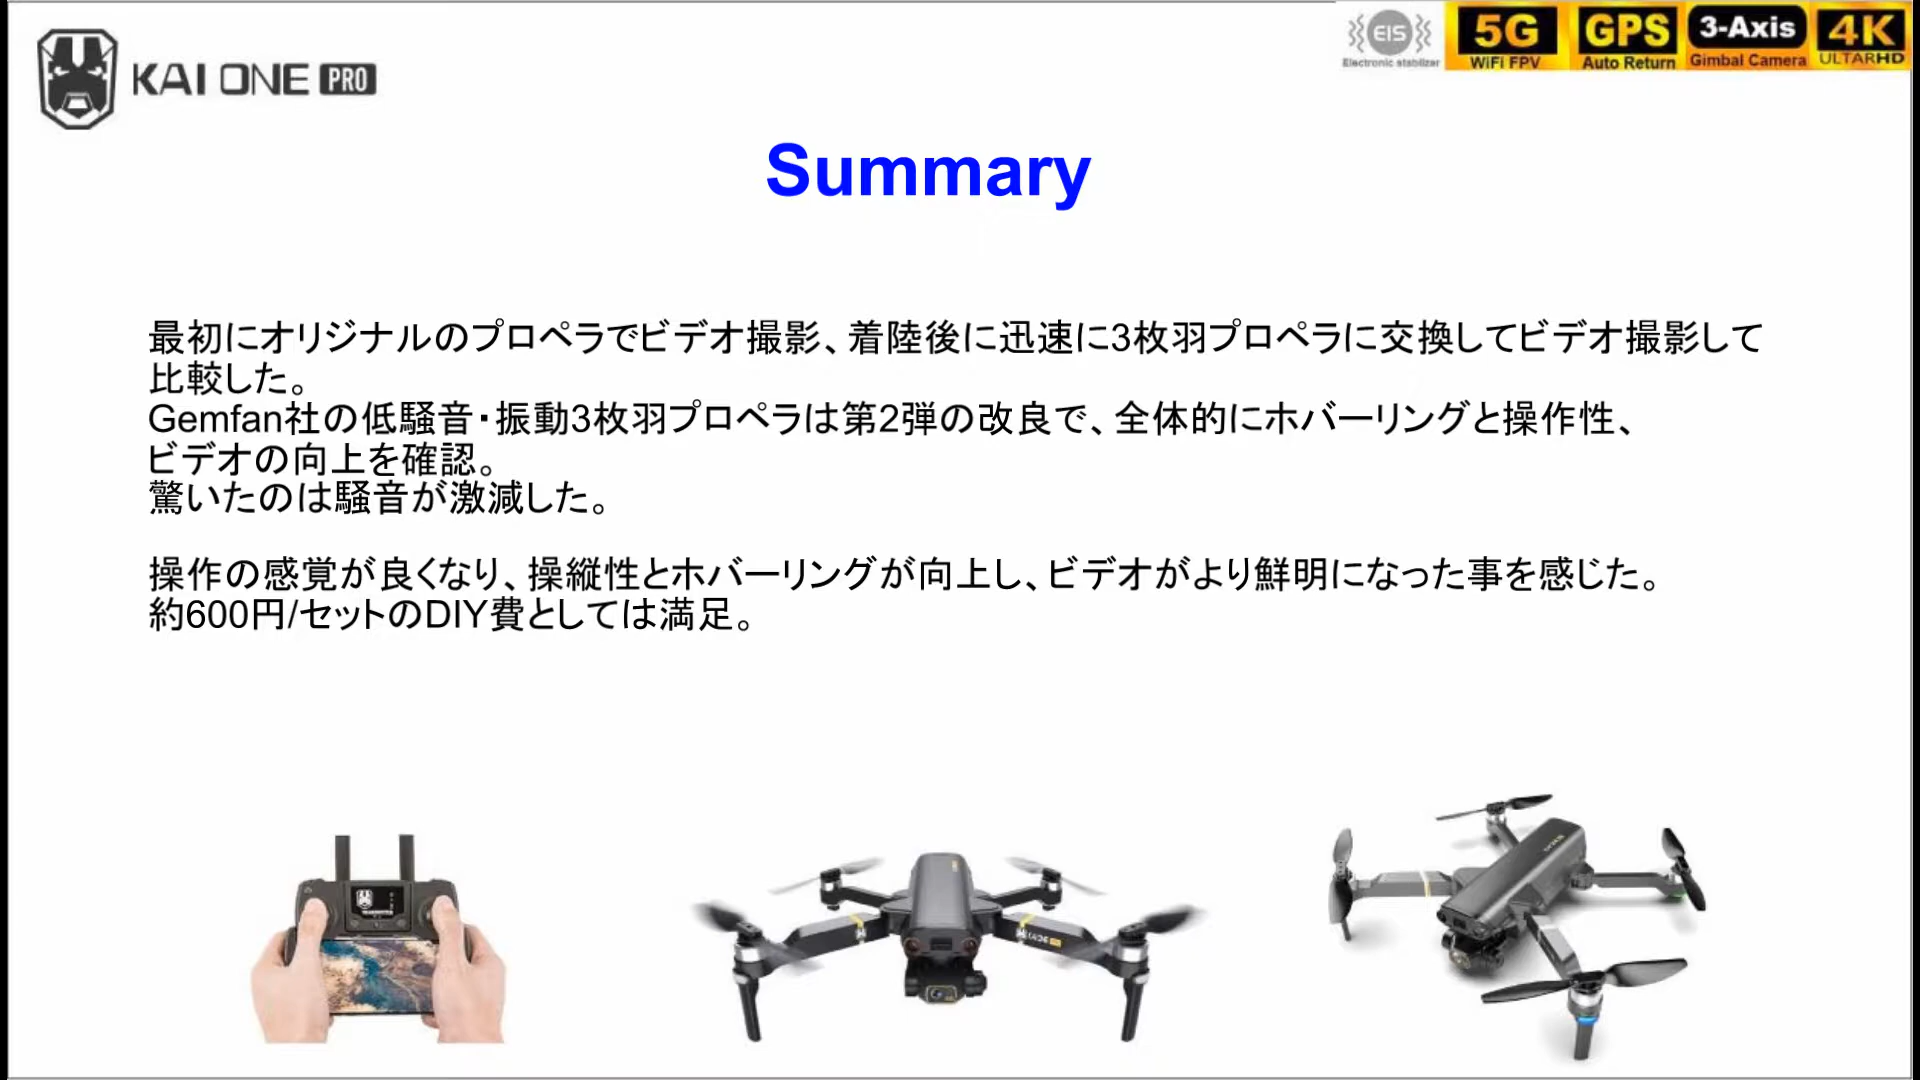 KAI ONE PRO
EIS
Electronic stablizer
5G
WiFi FPV
GPS
Auto Return
3-Axis
Gimbal Camera
4K
ULTARHD
Summary
最初にオリジナルのプロペラでビデオ撮影、着陸後に迅速に3枚羽プロペラに交換してビデオ撮影して
比較した。
Gemfan社の低騒音・振動3枚羽プロペラは第2弾の改良で、全体的にホバーリングと操作性、
ビデオの向上を確認。
驚いたのは騒音が激減した。
操作の感覚が良くなり、操縦性とホバーリングが向上し、ビデオがより鮮明になった事を感じた。
約600円/セットのDIY費としては満足。